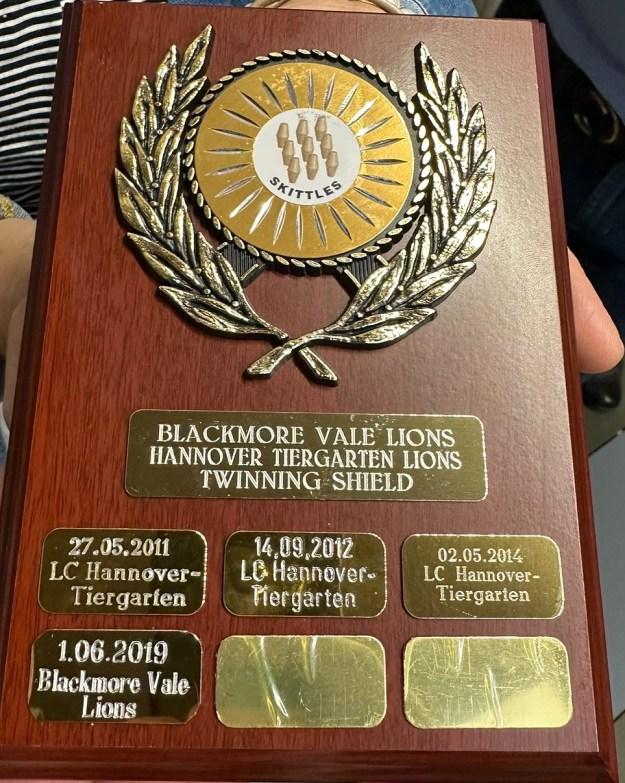 SKITTLES
BLACKMORE VALE LIONS
HANNOVER TIERGARTEN LIONS
TWINNING SHIELD
27.05.2011
LC Hannover-
Tiergarten
14.09.2012
LC Hannover-
Tiergarten
02.05.2014
LC Hannover-
Tiergarten
1.06.2019
Blackmore Vale
Lions